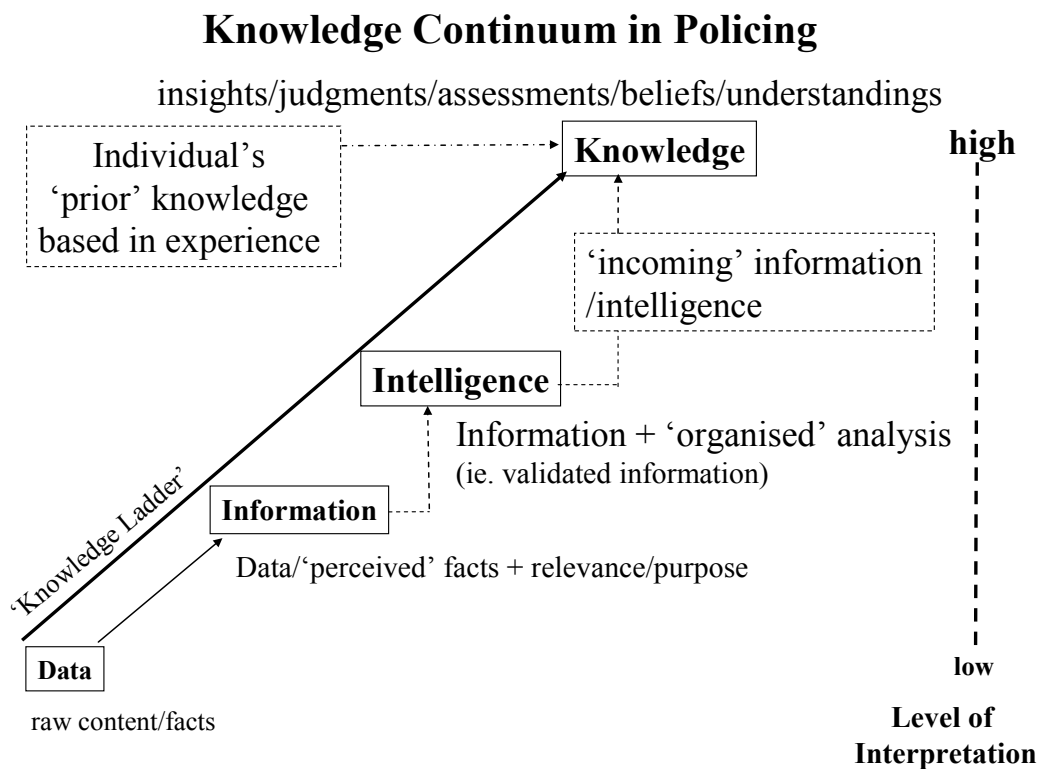 Knowledge Continuum in Policing
insights/judgments/assessments/beliefs/understandings
Individual’s
‘prior’ knowledge
based in experience
Knowledge
high
‘incoming’ information
/intelligence
Intelligence
Information + ‘organised’ analysis
(ie. validated information)
‘Knowledge Ladder’
Information
Data/‘perceived’ facts + relevance/purpose
Data
raw content/facts
low
Level of
Interpretation